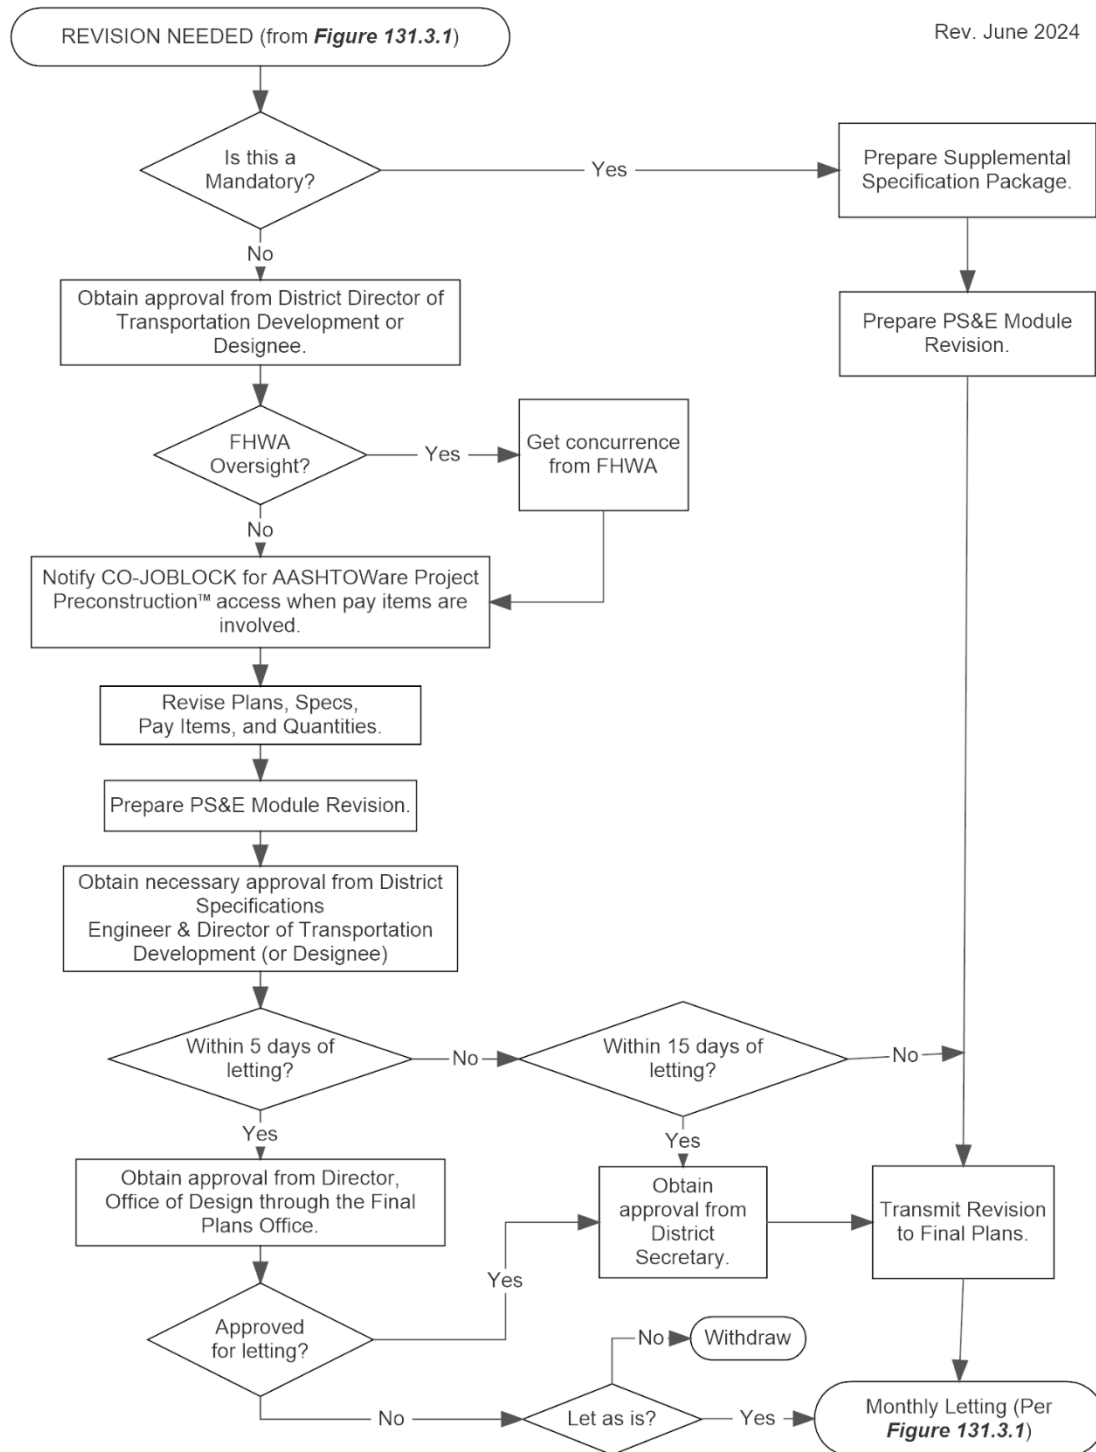 REVISION NEEDED (from Figure 131.3.1)
Rev. June 2024
Is this a
Mandatory?
Yes
Prepare Supplemental
Specification Package.
No
Obtain approval from District Director of
Transportation Development or
Designee.
Prepare PS&E Module
Revision.
FHWA
Oversight?
Yes
Get concurrence
from FHWA
No
Notify CO-JOBLOCK for AASHTOWare Project
Preconstruction™ access when pay items are
involved.
Revise Plans, Specs,
Pay Items, and Quantities.
Prepare PS&E Module Revision.
Obtain necessary approval from District
Specifications
Engineer & Director of Transportation
Development (or Designee)
Within 5 days of
letting?
No
Within 15 days of
letting?
No
Yes
Yes
Obtain approval from Director,
Office of Design through the Final
Plans Office.
Obtain
approval from
District
Secretary.
Transmit Revision
to Final Plans.
Yes
Approved
for letting?
No
Withdraw
No
Let as is?
Yes
Monthly Letting (Per
Figure 131.3.1)